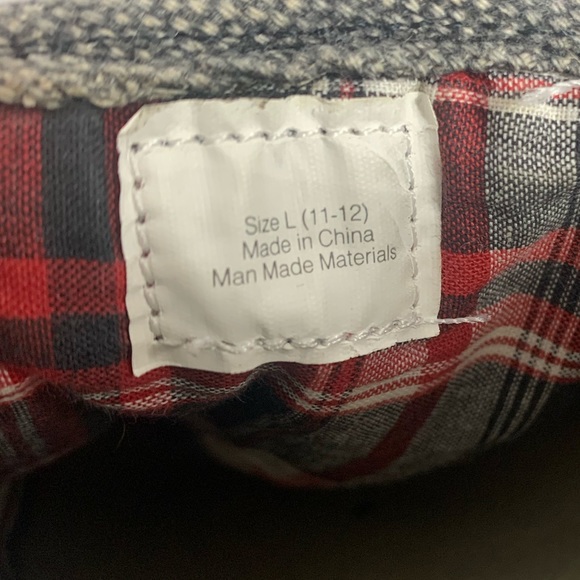 Size L (11-12)
Made in China
Man Made Materials